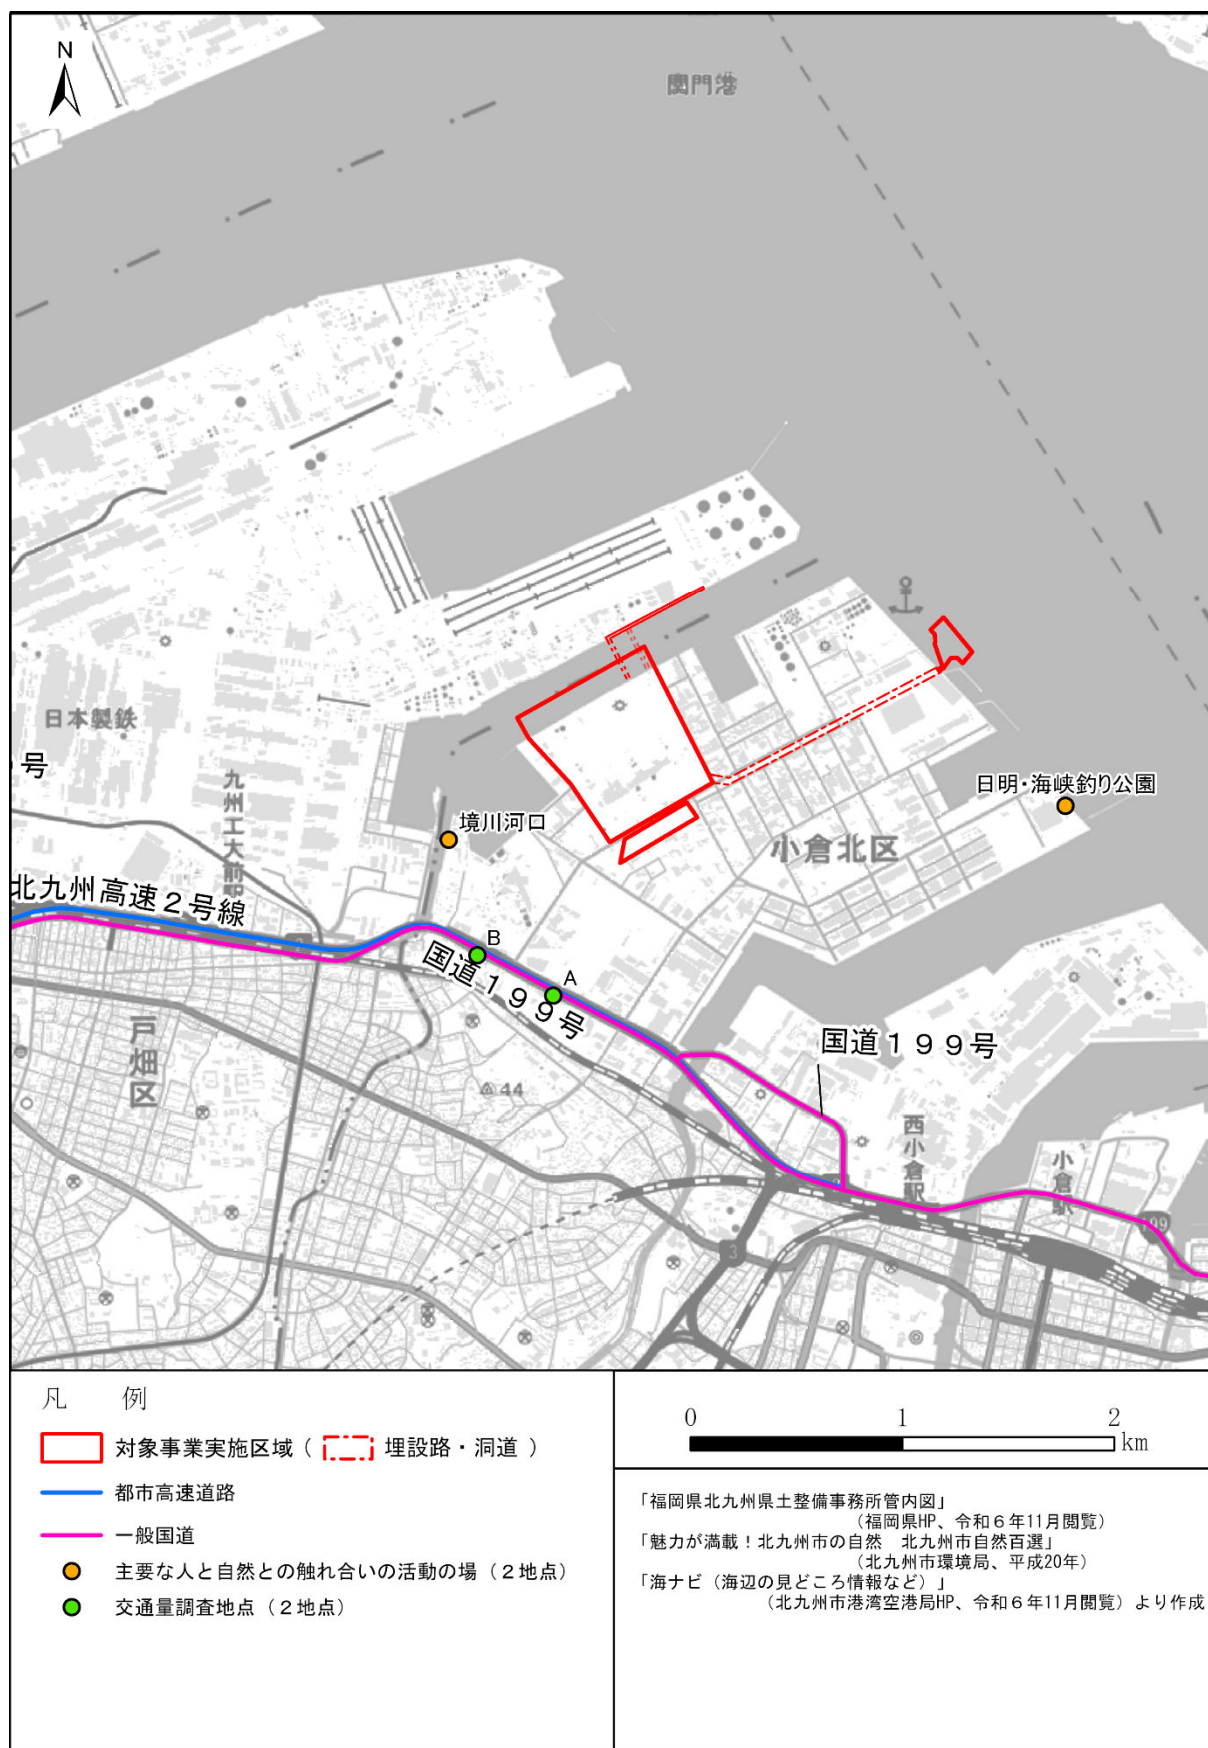 N
関門港
日本製鉄
号
九州工大前駅
境川河口
日明・海峡釣り公園
小倉北区
北九州高速２号線
B
A
国道１９９号
戸畑区
44
国道１９９号
西小倉駅
小倉駅
199
3
凡　例
対象事業実施区域（ 埋設路・洞道 ）
都市高速道路
一般国道
主要な人と自然との触れ合いの活動の場（２地点）
交通量調査地点（２地点）
0 1 2
km
「福岡県北九州県土整備事務所管内図」
（福岡県HP、令和６年11月閲覧）
「魅力が満載！北九州市の自然　北九州市自然百選」
（北九州市環境局、平成20年）
「海ナビ（海辺の見どころ情報など）」
（北九州市港湾空港局HP、令和６年11月閲覧）より作成